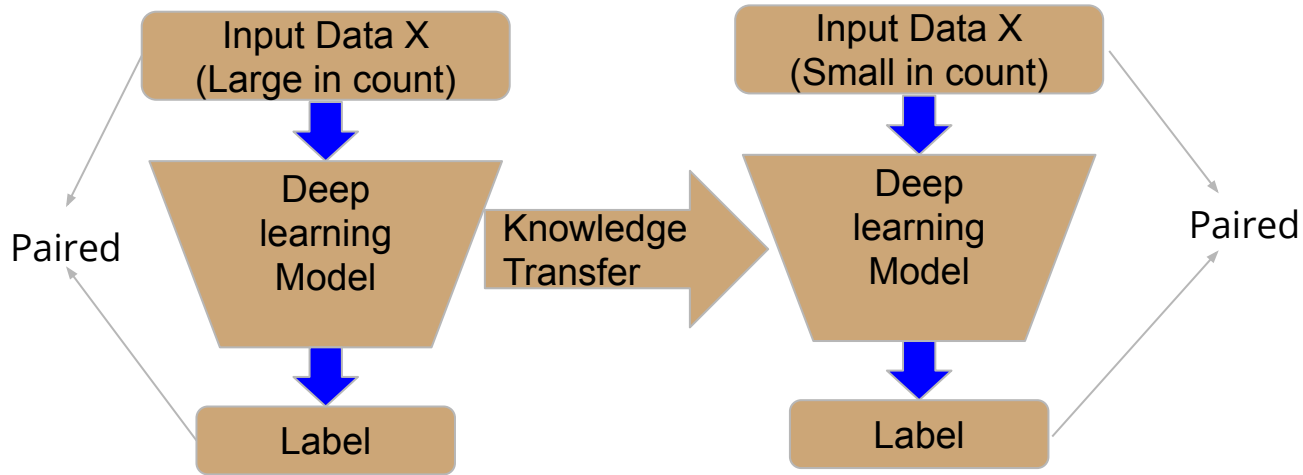 Input Data X
(Large in count)
Deep
learning
Model
Label
Paired
Knowledge
Transfer
Input Data X
(Small in count)
Deep
learning
Model
Label
Paired